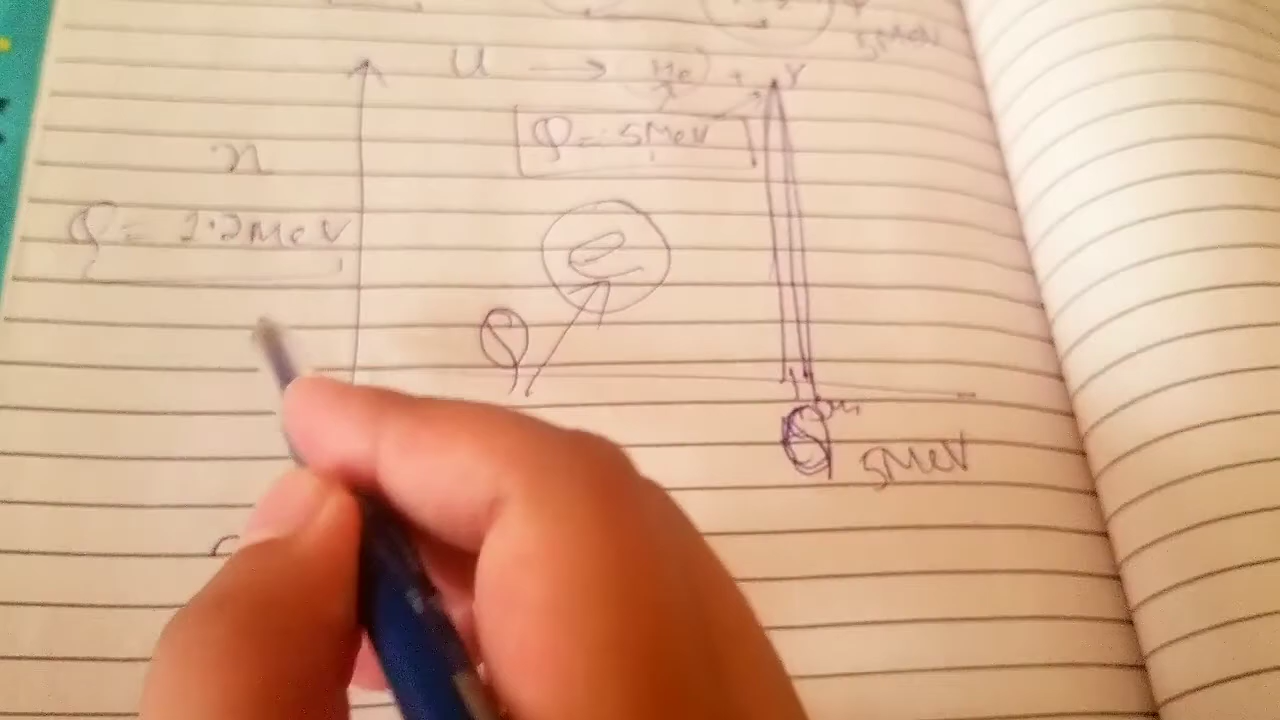 5MeV
U → He + Y
Q = 5MeV
n
Q = 1.2MeV
e
Q
Q 5MeV